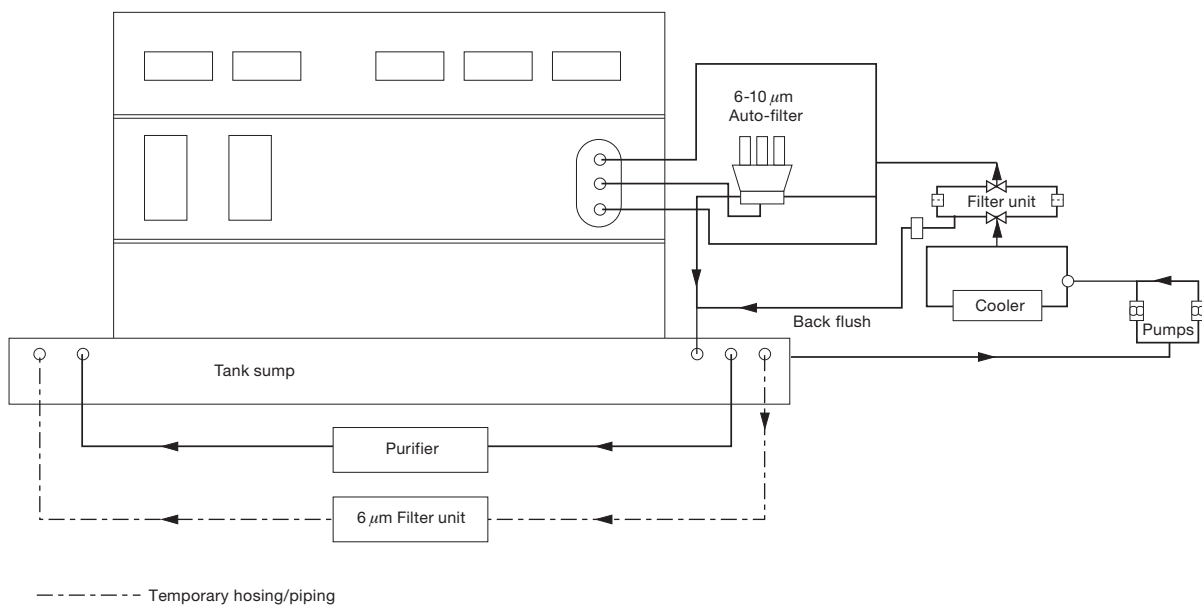 6-10 μm
Auto-filter
Filter unit
Cooler
Back flush
Pumps
Tank sump
Purifier
6 μm Filter unit
Temporary hosing/piping